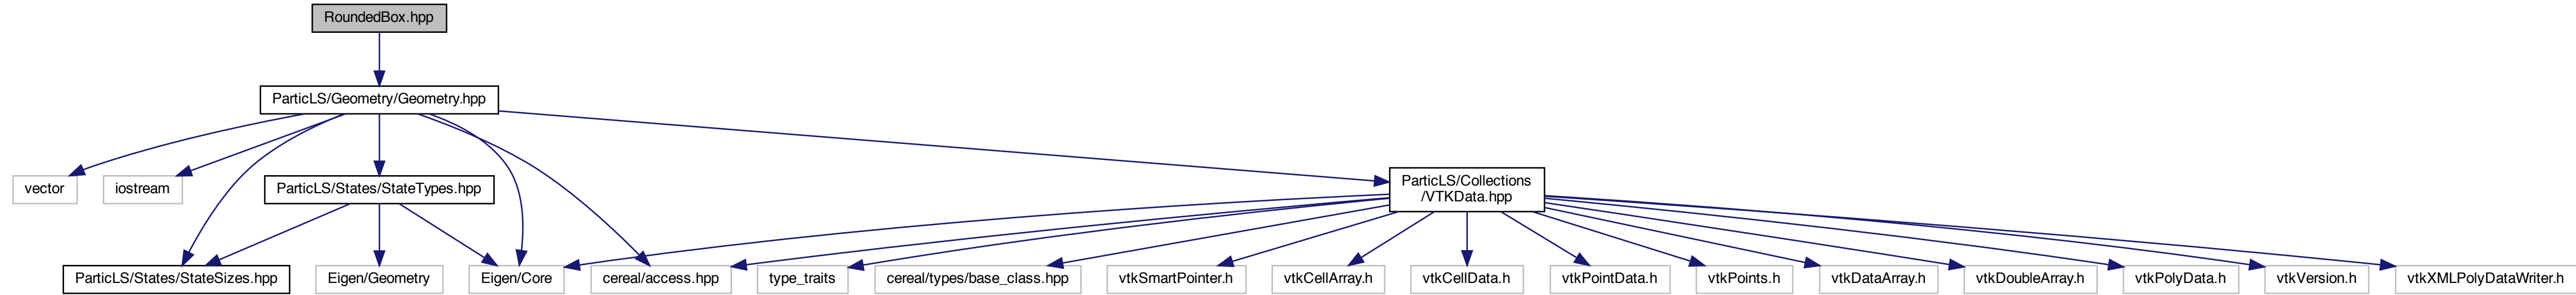 RoundedBox.hpp
ParticLS/Geometry/Geometry.hpp
vector
iostream
ParticLS/States/StateTypes.hpp
ParticLS/Collections
/VTKData.hpp
ParticLS/States/StateSizes.hpp
Eigen/Geometry
Eigen/Core
cereal/access.hpp
type_traits
cereal/types/base_class.hpp
vtkSmartPointer.h
vtkCellArray.h
vtkCellData.h
vtkPointData.h
vtkPoints.h
vtkDataArray.h
vtkDoubleArray.h
vtkPolyData.h
vtkVersion.h
vtkXMLPolyDataWriter.h